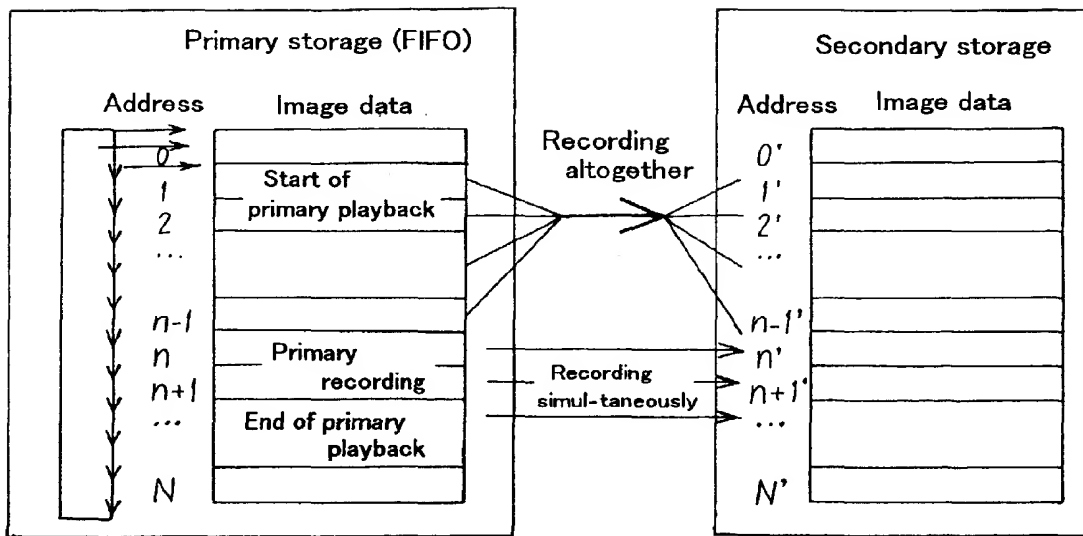 Primary storage (FIFO)
Address
Image data
0
1
2
...
n-1
n
n+1
...
N
Start of
primary playback
Primary
recording
End of primary
playback
Recording
altogether
Recording
simul-taneously
Secondary storage
Address
Image data
0'
1'
2'
...
n-1'
n'
n+1'
...
N'